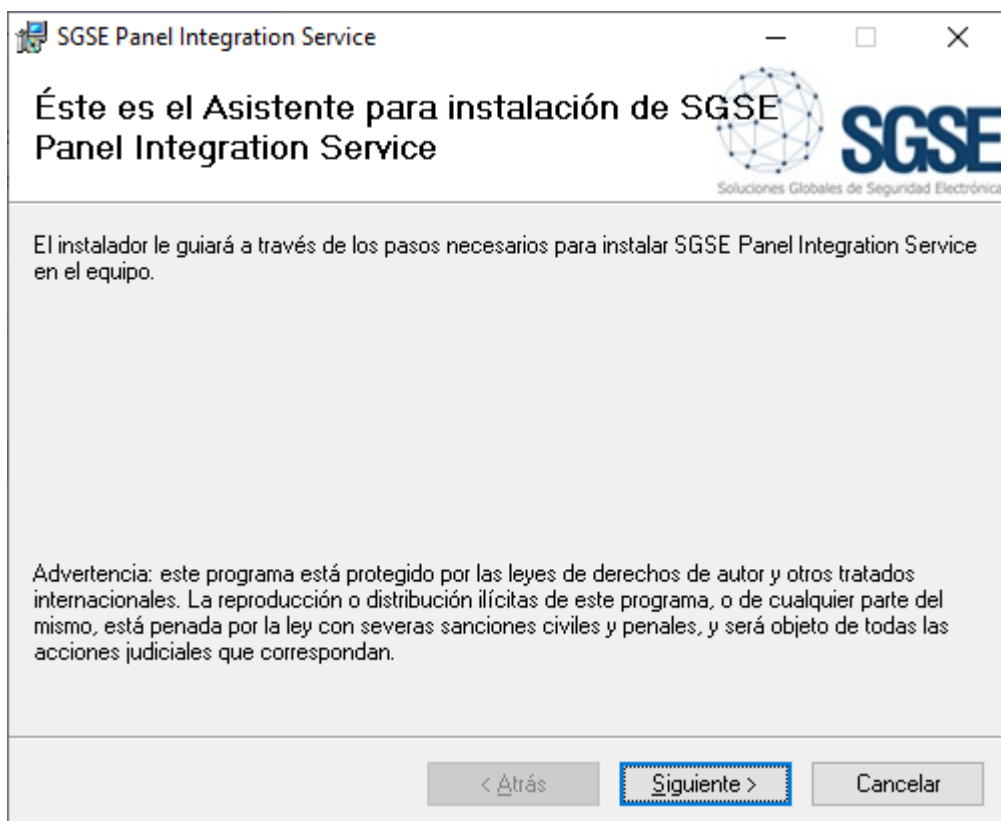 SGSE Panel Integration Service
Éste es el Asistente para instalación de SGSE
Panel Integration Service
SGSE
Soluciones Globales de Seguridad Electrónica
El instalador le guiará a través de los pasos necesarios para instalar SGSE Panel Integration Service
en el equipo.
Advertencia: este programa está protegido por las leyes de derechos de autor y otros tratados
internacionales. La reproducción o distribución ilícitas de este programa, o de cualquier parte del
mismo, está penada por la ley con severas sanciones civiles y penales, y será objeto de todas las
acciones judiciales que correspondan.
< Atrás
Siguiente >
Cancelar